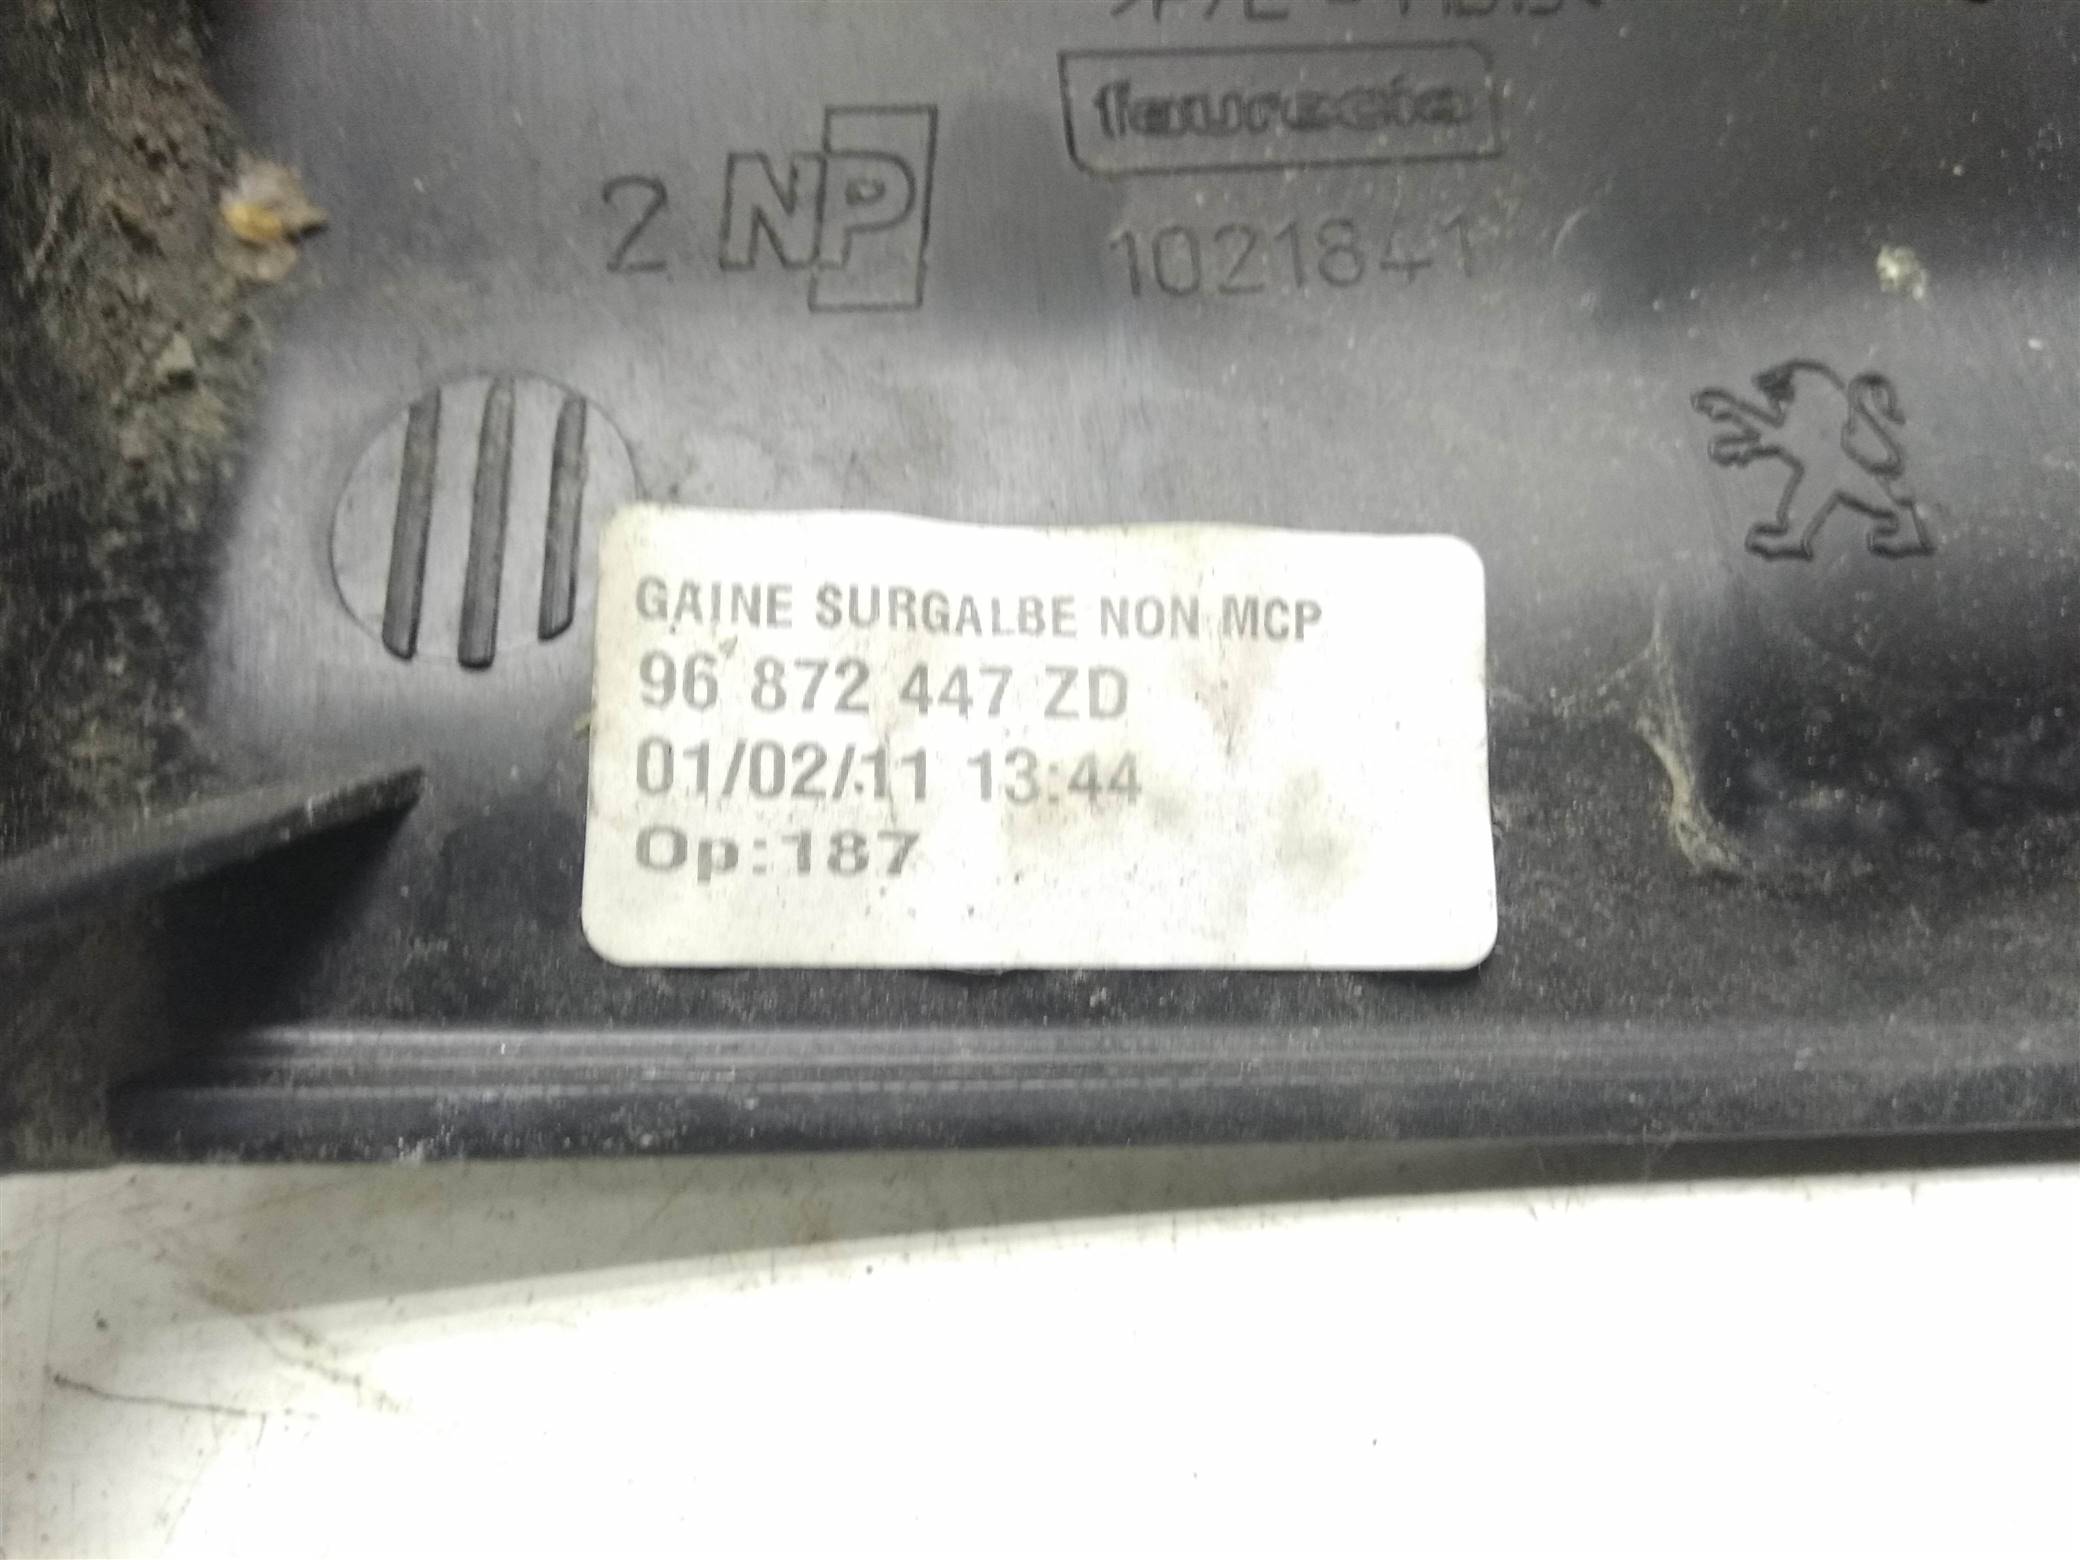 faurecia
2 NP
1021841
GAINE SURGALBE NON MCP
96 872 447 ZD
01/02/11 13:44
Op:187